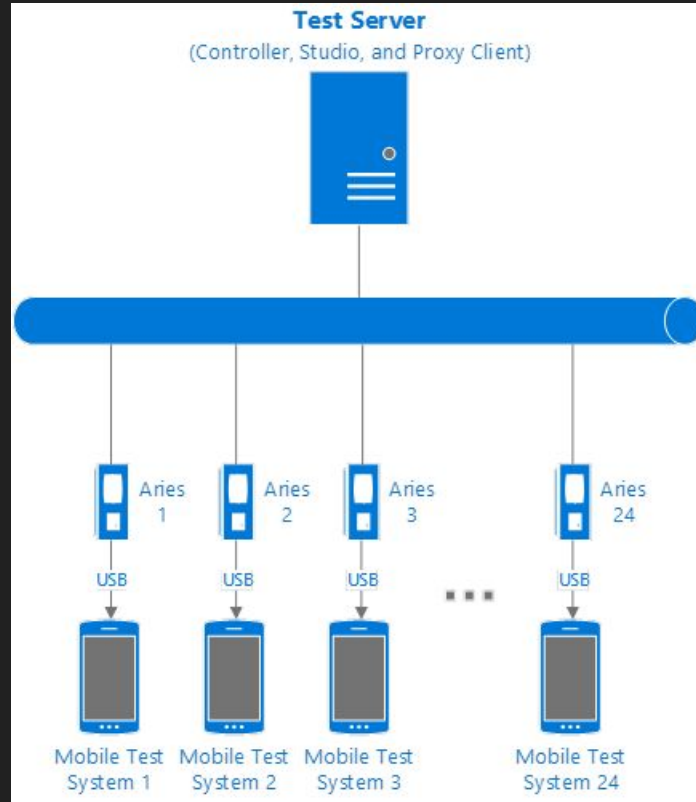 Test Server
(Controller, Studio, and Proxy Client)
Aries
1
Aries
2
Aries
3
Aries
24
USB
USB
USB
USB
Mobile Test
System 1
Mobile Test
System 2
Mobile Test
System 3
Mobile Test
System 24